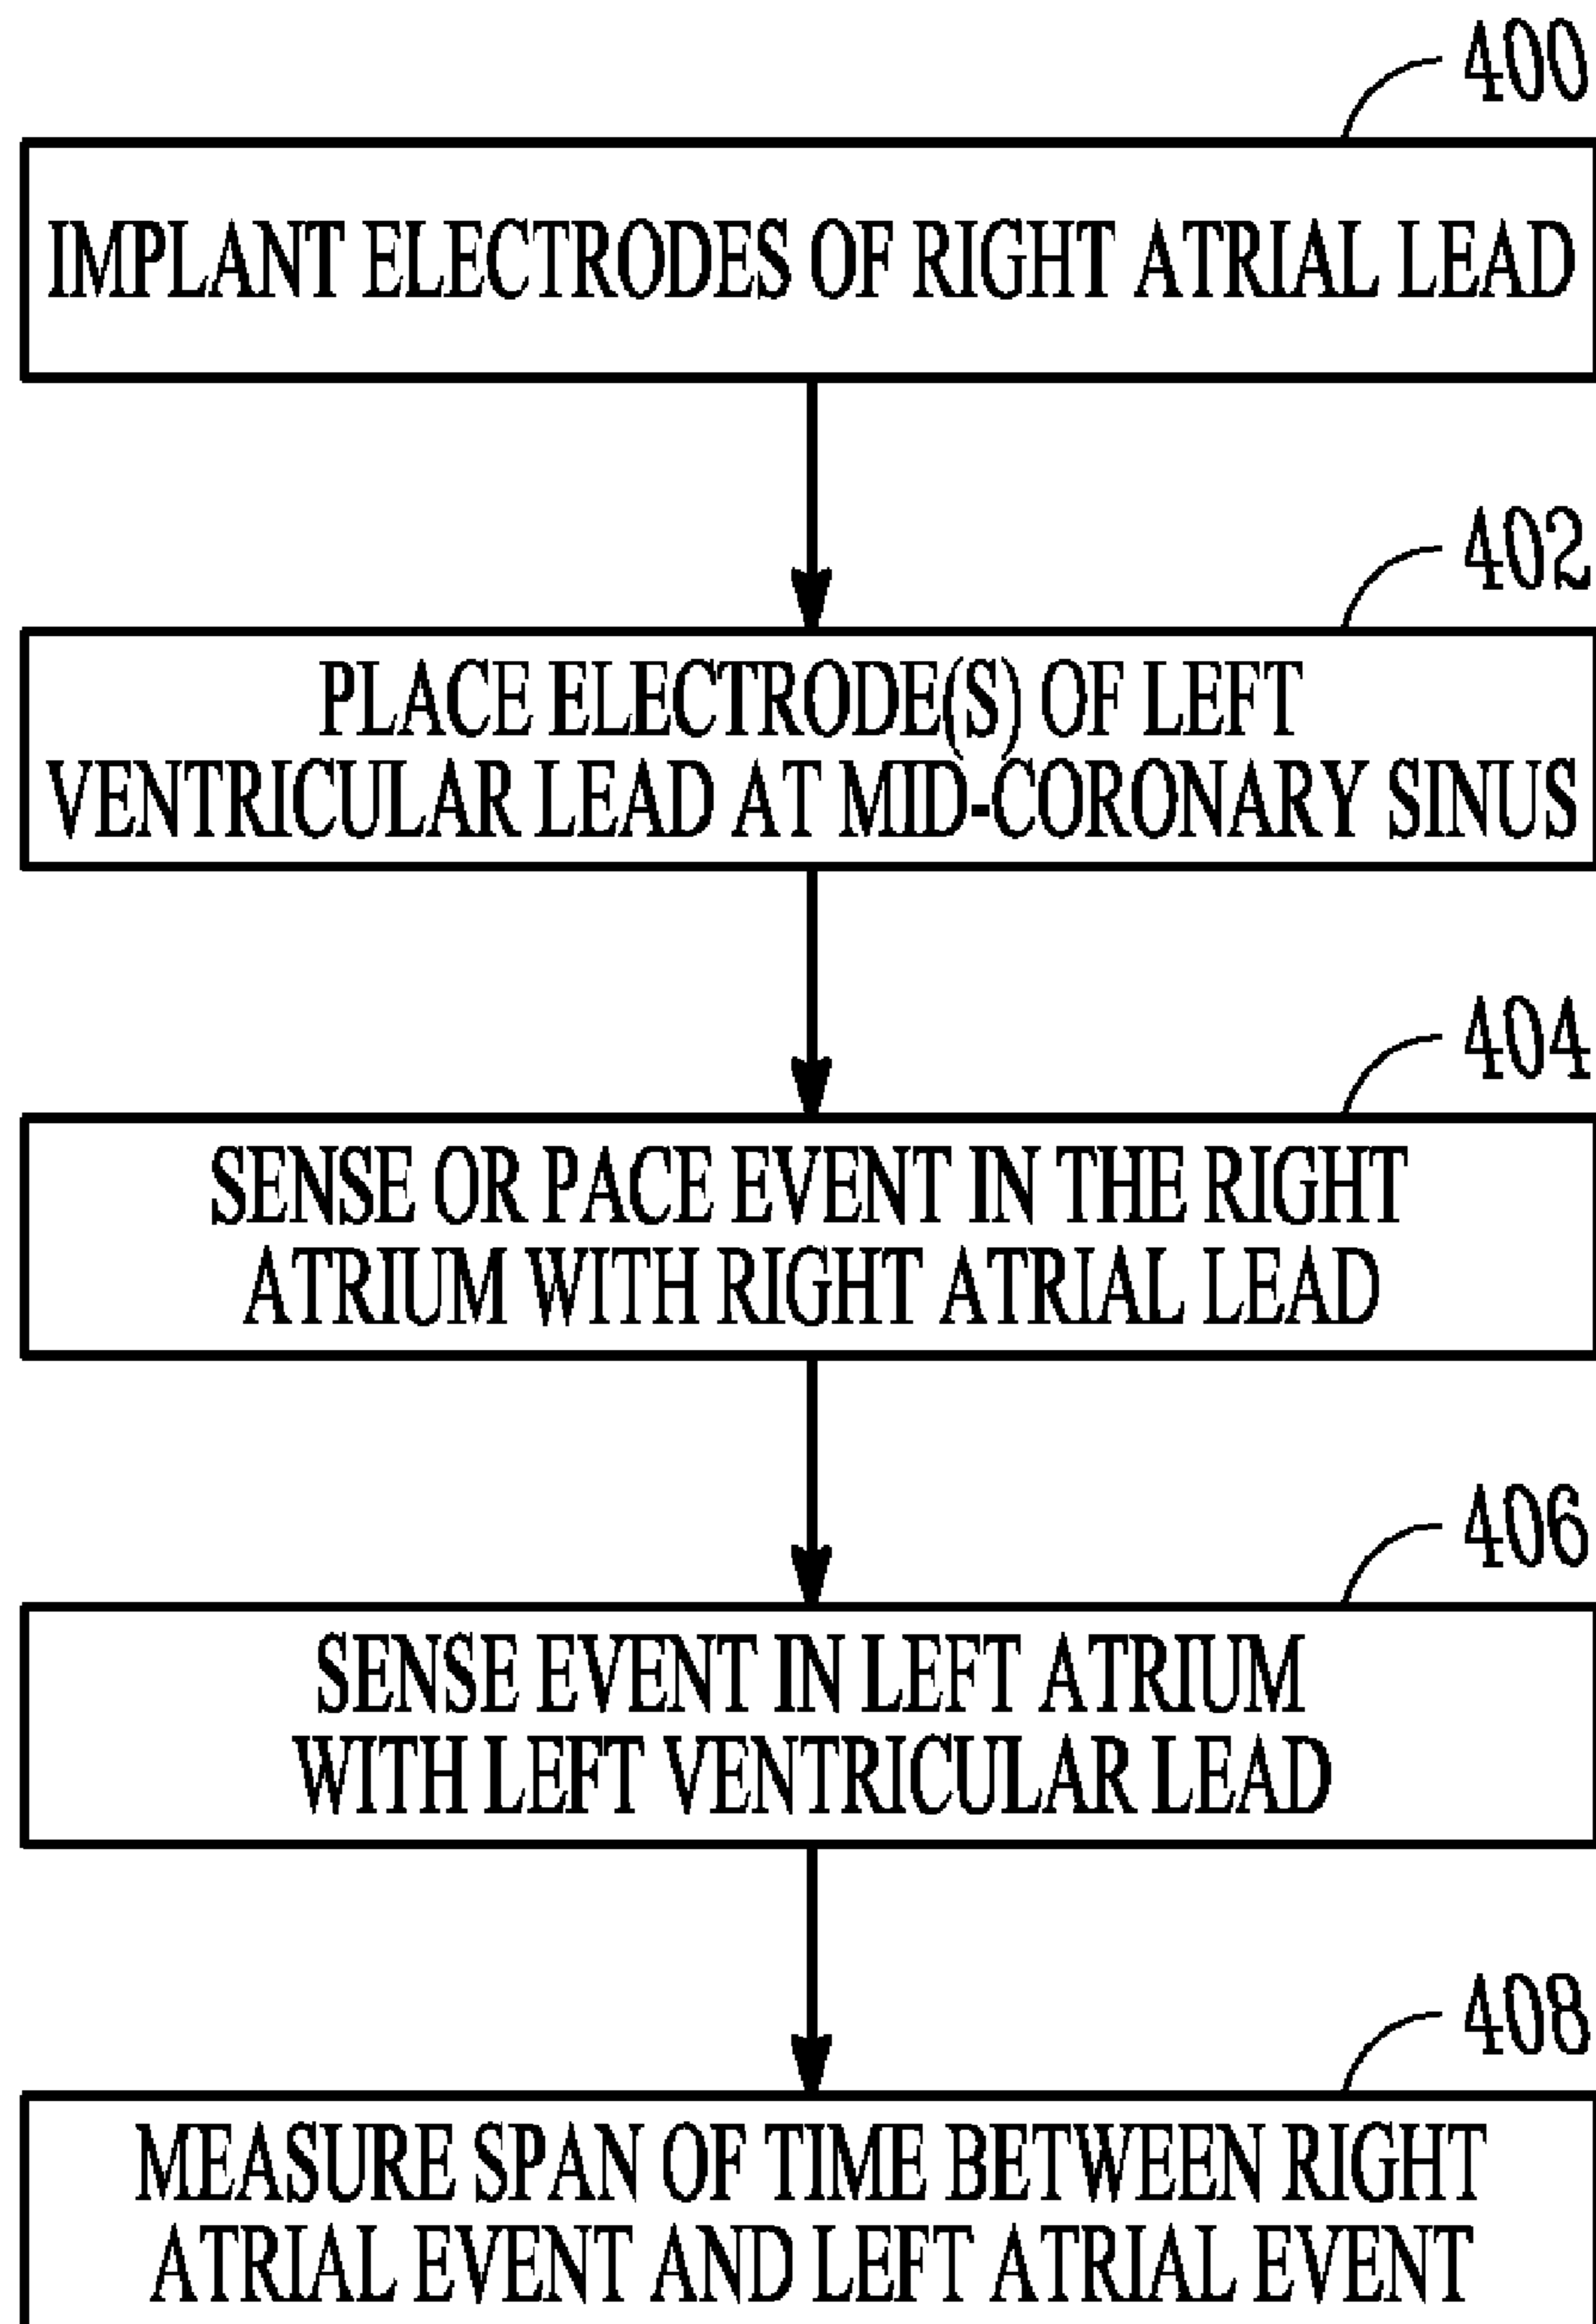 400
IMPLANT ELECTRODES OF RIGHT ATRIAL LEAD
402
PLACE ELECTRODE(S) OF LEFT
VENTRICULAR LEAD AT MID-CORONARY SINUS
404
SENSE OR PACE EVENT IN THE RIGHT
ATRIUM WITH RIGHT ATRIAL LEAD
406
SENSE EVENT IN LEFT ATRIUM
WITH LEFT VENTRICULAR LEAD
408
MEASURE SPAN OF TIME BETWEEN RIGHT
ATRIAL EVENT AND LEFT ATRIAL EVENT